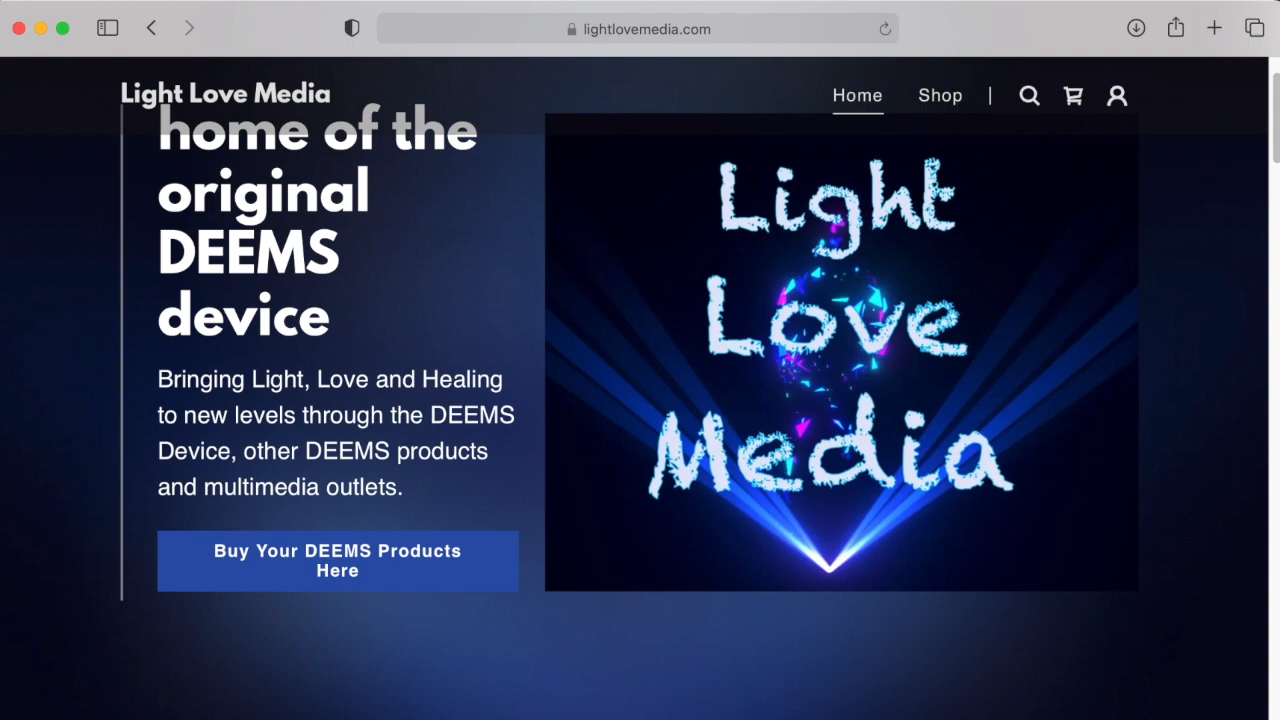 lightlovemedia.com
Light Love Media
Home
Shop
home of the
original
DEEMS
device
Bringing Light, Love and Healing
to new levels through the DEEMS
Device, other DEEMS products
and multimedia outlets.
Buy Your DEEMS Products
Here
Light
Love
Media